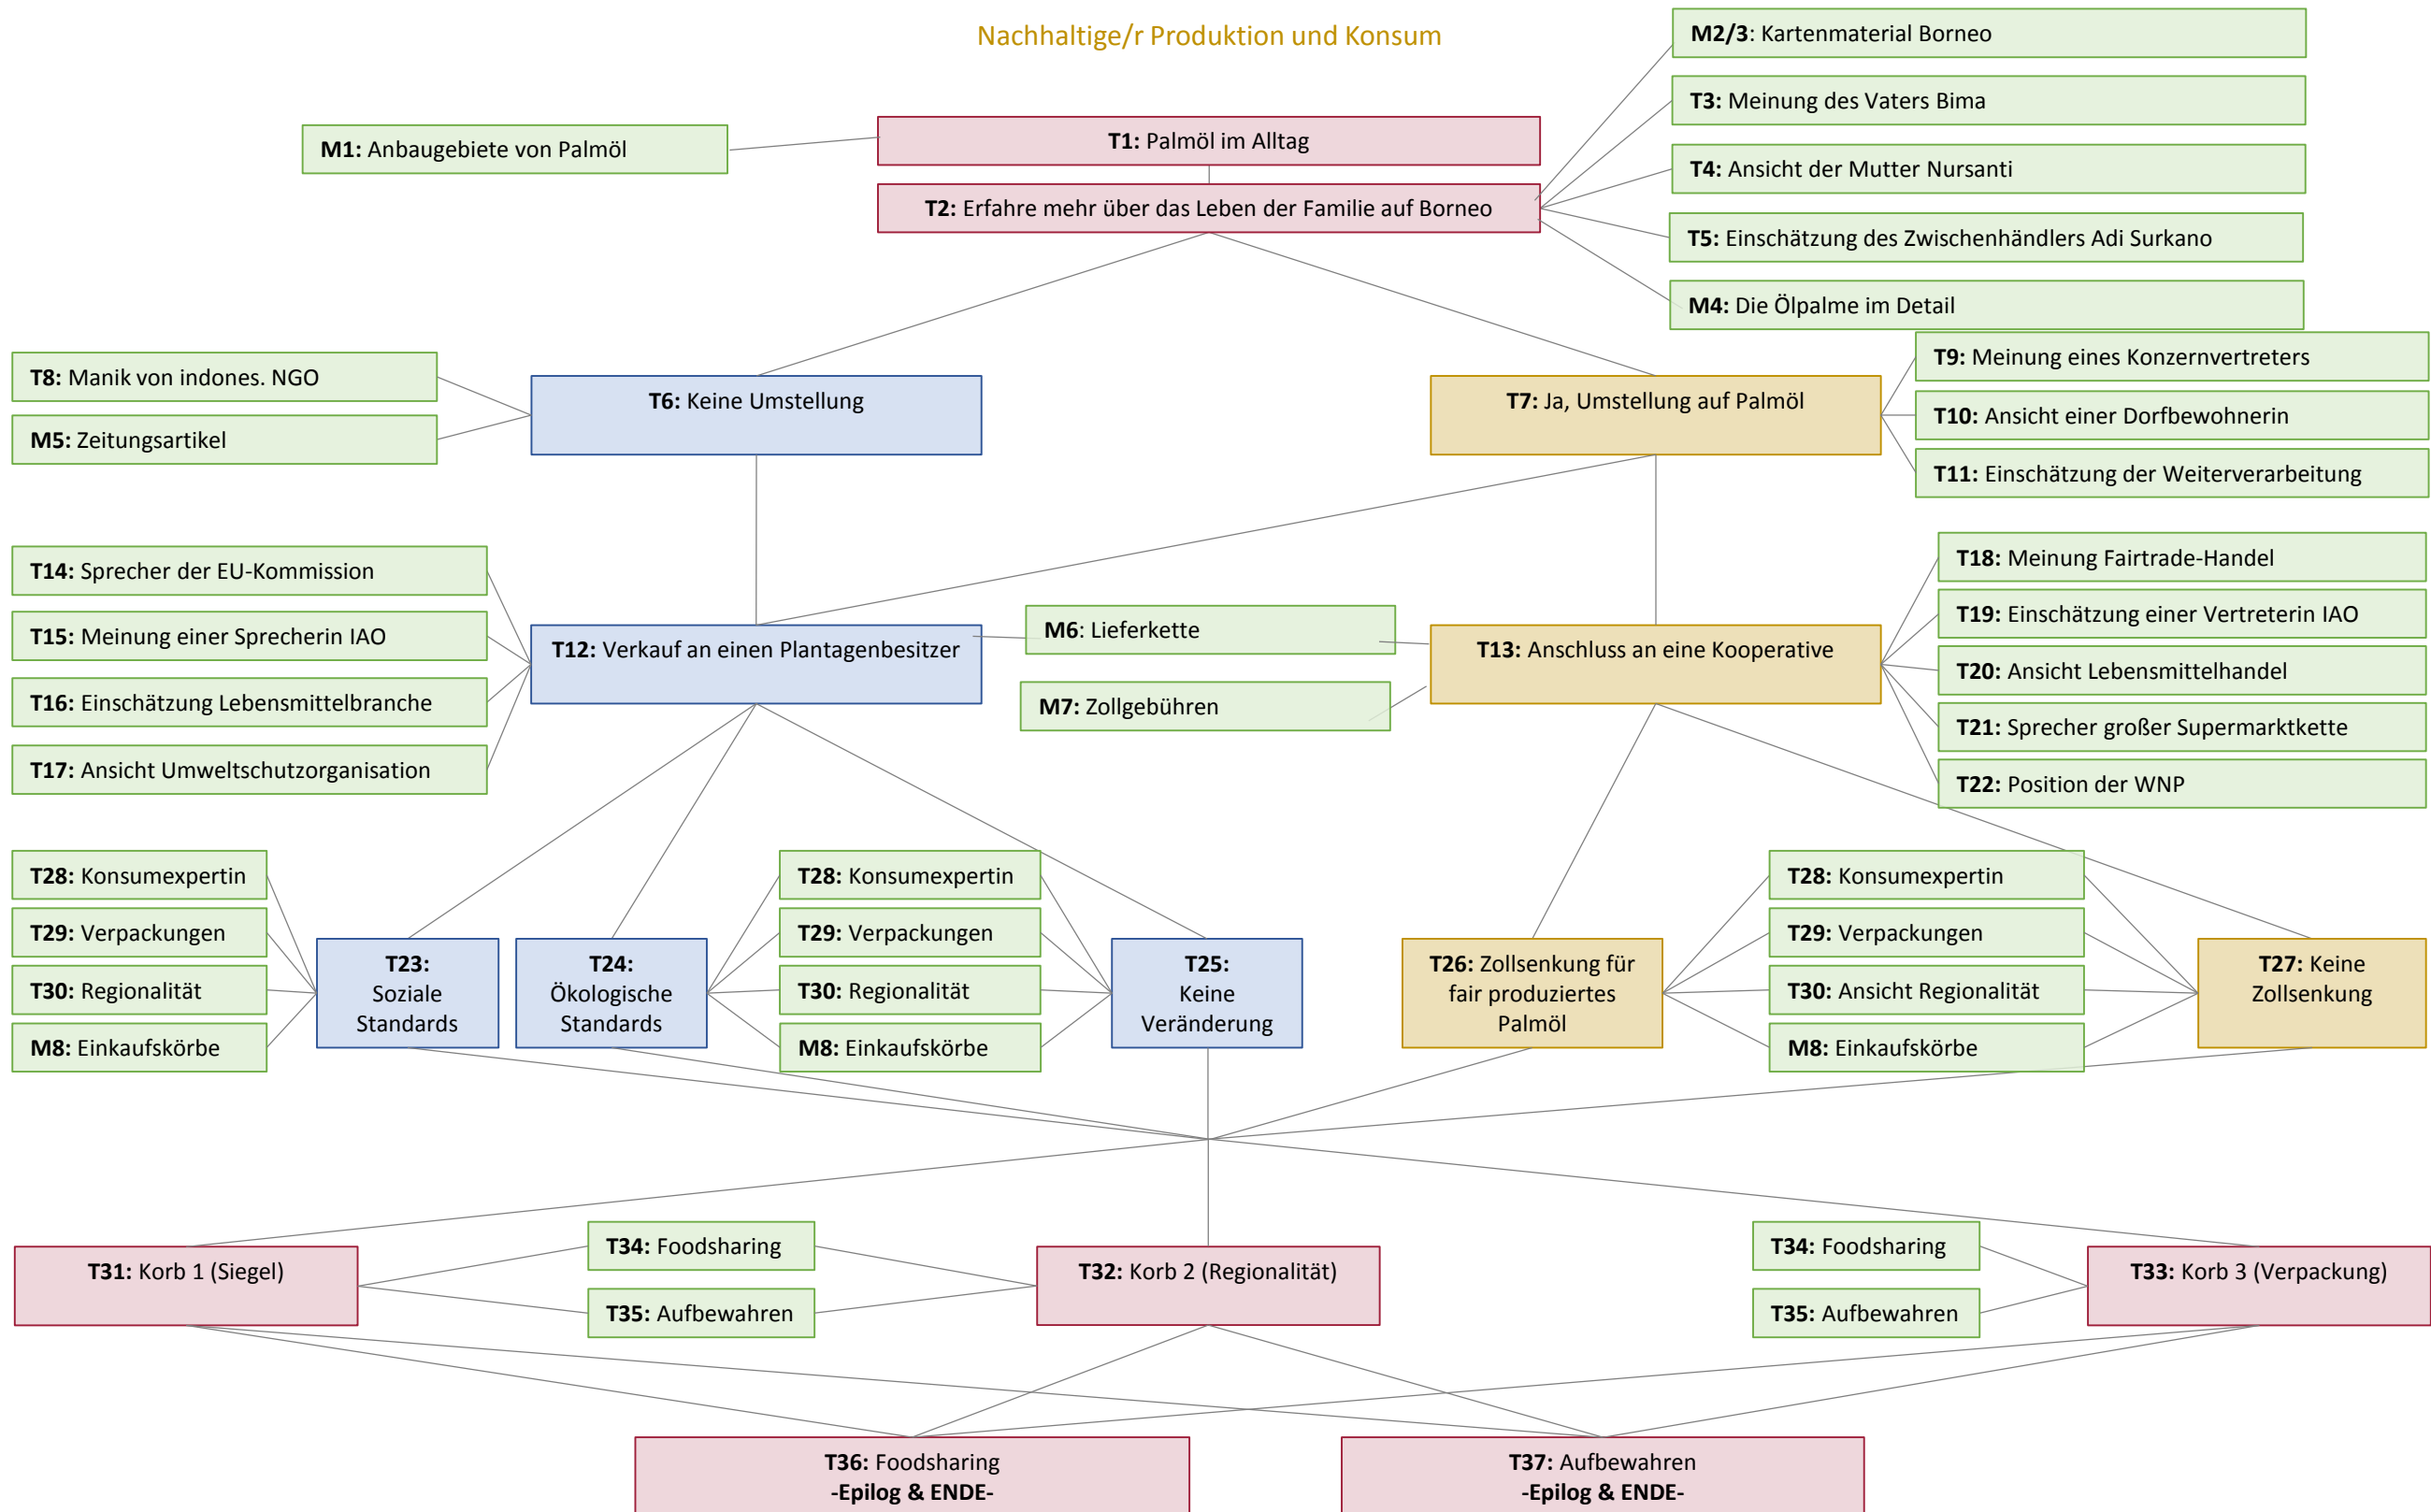 Nachhaltige/r Produktion und Konsum
M2/3: Kartenmaterial Borneo
T3: Meinung des Vaters Bima
M1: Anbaugebiete von Palmöl
T1: Palmöl im Alltag
T4: Ansicht der Mutter Nursanti
T2: Erfahre mehr über das Leben der Familie auf Borneo
T5: Einschätzung des Zwischenhändlers Adi Surkano
M4: Die Ölpalme im Detail
T8: Manik von indones. NGO
M5: Zeitungsartikel
T6: Keine Umstellung
T7: Ja, Umstellung auf Palmöl
T9: Meinung eines Konzernvertreters
T10: Ansicht einer Dorfbewohnerin
T11: Einschätzung der Weiterverarbeitung
T14: Sprecher der EU-Kommission
T15: Meinung einer Sprecherin IAO
T16: Einschätzung Lebensmittelbranche
T17: Ansicht Umweltschutzorganisation
T12: Verkauf an einen Plantagenbesitzer
M6: Lieferkette
M7: Zollgebühren
T13: Anschluss an eine Kooperative
T18: Meinung Fairtrade-Handel
T19: Einschätzung einer Vertreterin IAO
T20: Ansicht Lebensmittelhandel
T21: Sprecher großer Supermarktkette
T22: Position der WNP
T28: Konsumexpertin
T29: Verpackungen
T30: Regionalität
M8: Einkaufskörbe
T23:
Soziale
Standards
T24:
Ökologische
Standards
T28: Konsumexpertin
T29: Verpackungen
T30: Regionalität
M8: Einkaufskörbe
T25:
Keine
Veränderung
T26: Zollsenkung für
fair produziertes
Palmöl
T28: Konsumexpertin
T29: Verpackungen
T30: Ansicht Regionalität
M8: Einkaufskörbe
T27: Keine
Zollsenkung
T31: Korb 1 (Siegel)
T34: Foodsharing
T35: Aufbewahren
T32: Korb 2 (Regionalität)
T34: Foodsharing
T35: Aufbewahren
T33: Korb 3 (Verpackung)
T36: Foodsharing
-Epilog & ENDE-
T37: Aufbewahren
-Epilog & ENDE-